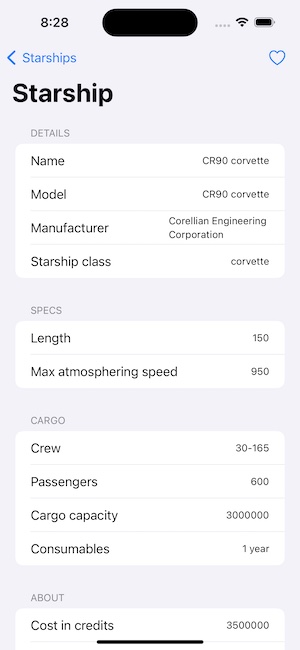 8:28
Starships
Starship
DETAILS
Name CR90 corvette
Model CR90 corvette
Manufacturer Corellian Engineering
Corporation
Starship class corvette
SPECS
Length 150
Max atmosphering speed 950
CARGO
Crew 30-165
Passengers 600
Cargo capacity 3000000
Consumables 1 year
ABOUT
Cost in credits 3500000